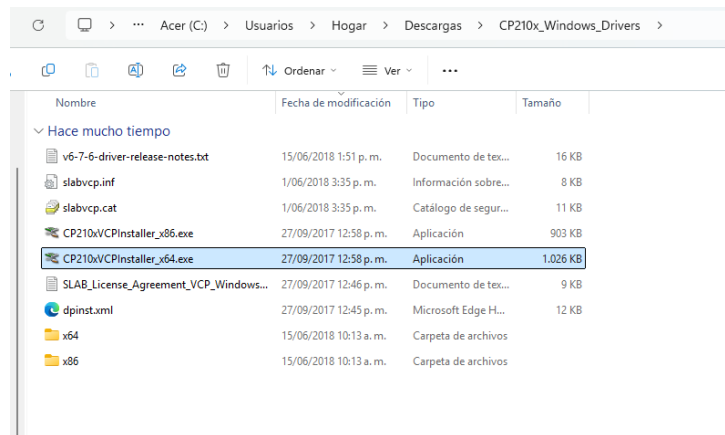 Acer (C:) > Usuarios > Hogar > Descargas > CP210x_Windows_Drivers >
Ordenar Ver ...
Nombre Fecha de modificación Tipo Tamaño
Hace mucho tiempo
v6-7-6-driver-release-notes.txt 15/06/2018 1:51 p. m. Documento de tex... 16 KB
slabvcp.inf 1/06/2018 3:35 p. m. Información sobre... 8 KB
slabvcp.cat 1/06/2018 3:35 p. m. Catálogo de segur... 11 KB
CP210xVCPInstaller_x86.exe 27/09/2017 12:58 p. m. Aplicación 903 KB
CP210xVCPInstaller_x64.exe 27/09/2017 12:58 p. m. Aplicación 1.026 KB
SLAB_License_Agreement_VCP_Windows... 27/09/2017 12:46 p. m. Documento de tex... 9 KB
dpinst.xml 27/09/2017 12:45 p. m. Microsoft Edge H... 12 KB
x64 15/06/2018 10:13 a. m. Carpeta de archivos
x86 15/06/2018 10:13 a. m. Carpeta de archivos